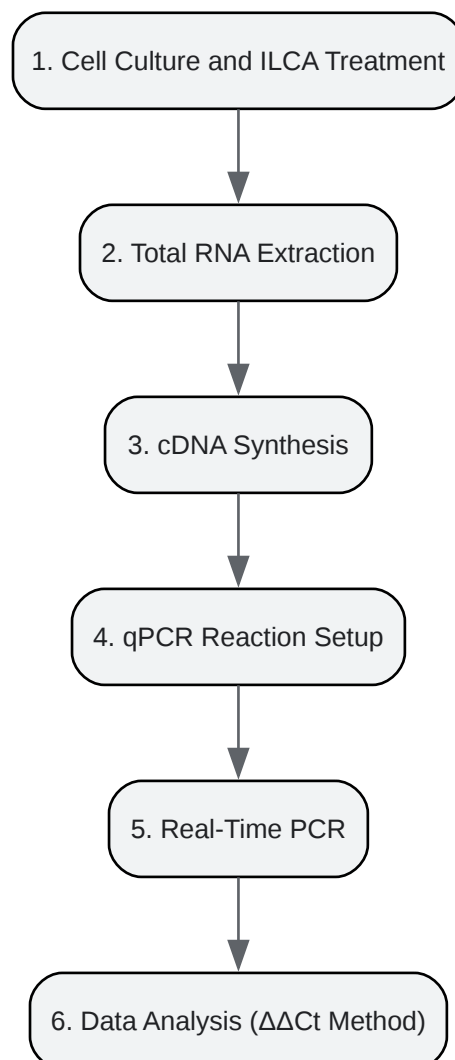 1. Cell Culture and ILCA Treatment
2. Total RNA Extraction
3. cDNA Synthesis
4. qPCR Reaction Setup
5. Real-Time PCR
6. Data Analysis (ΔΔCt Method)